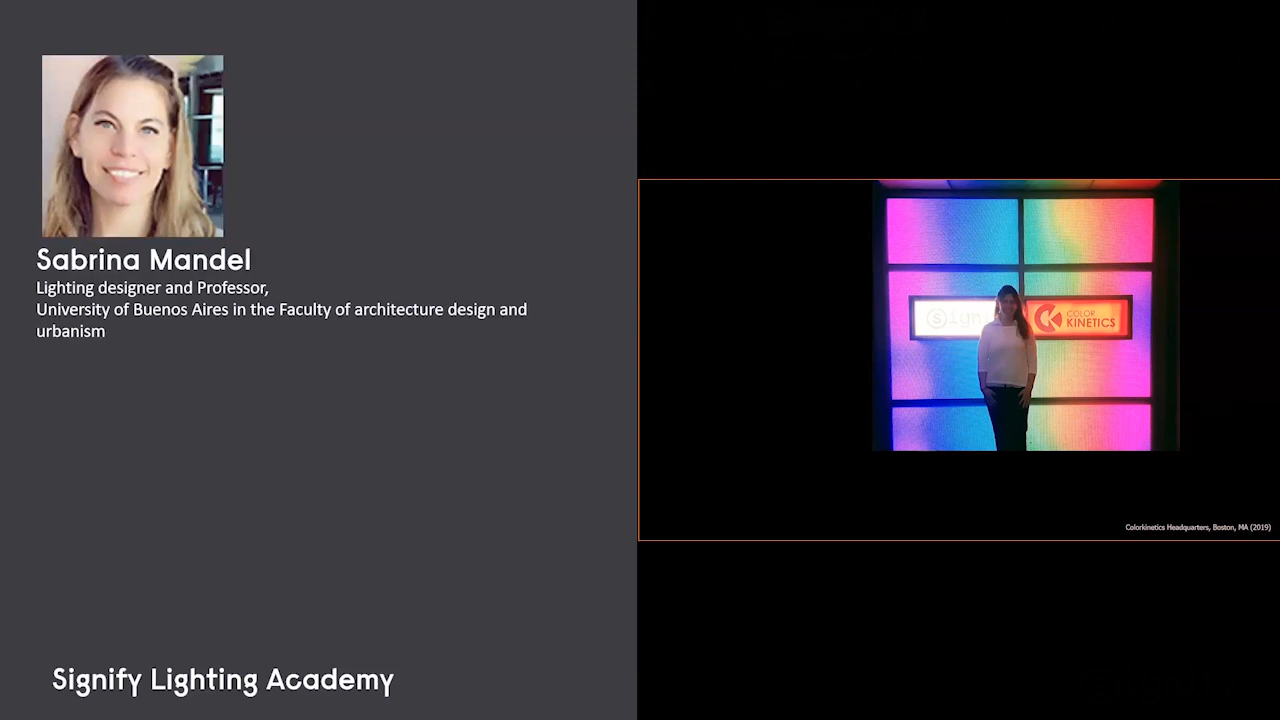 Sabrina Mandel
Lighting designer and Professor,
University of Buenos Aires in the Faculty of architecture design and
urbanism
COLOR
KINETICS
Colorkinetics Headquarters, Boston, MA (2019)
Signify Lighting Academy